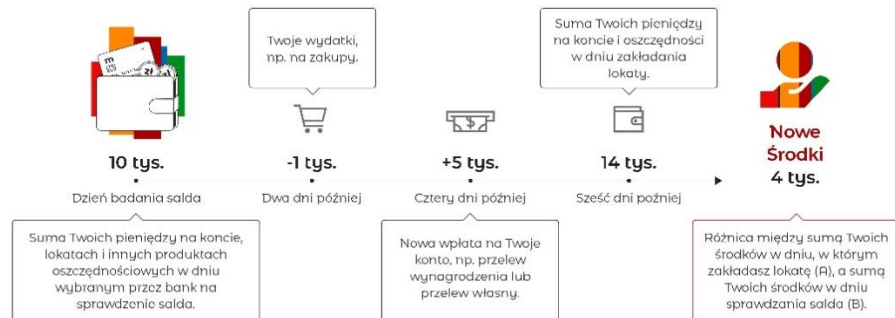 Twoje wydatki,
np. na zakupy.
Suma Twoich pieniędzy
na koncie i oszczędności
w dniu zakładania
lokaty.
m
zł
$
Nowe
Środki
10 tys.
-1 tys.
+5 tys.
14 tys.
4 tys.
Dzień badania salda
Dwa dni później
Cztery dni później
Sześć dni poźniej
Suma Twoich pieniędzy na koncie,
lokatach i innych produktach
oszczędnościowych w dniu
wybranym przez bank na
sprawdzenie salda.
Nowa wpłata na Twoje
konto, np. przelew
wynagrodzenia lub
przelew własny.
Różnica między sumą Twoich
środków w dniu, w którym
zakładasz lokatę (A), a sumą
Twoich środków w dniu
sprawdzania salda (B).